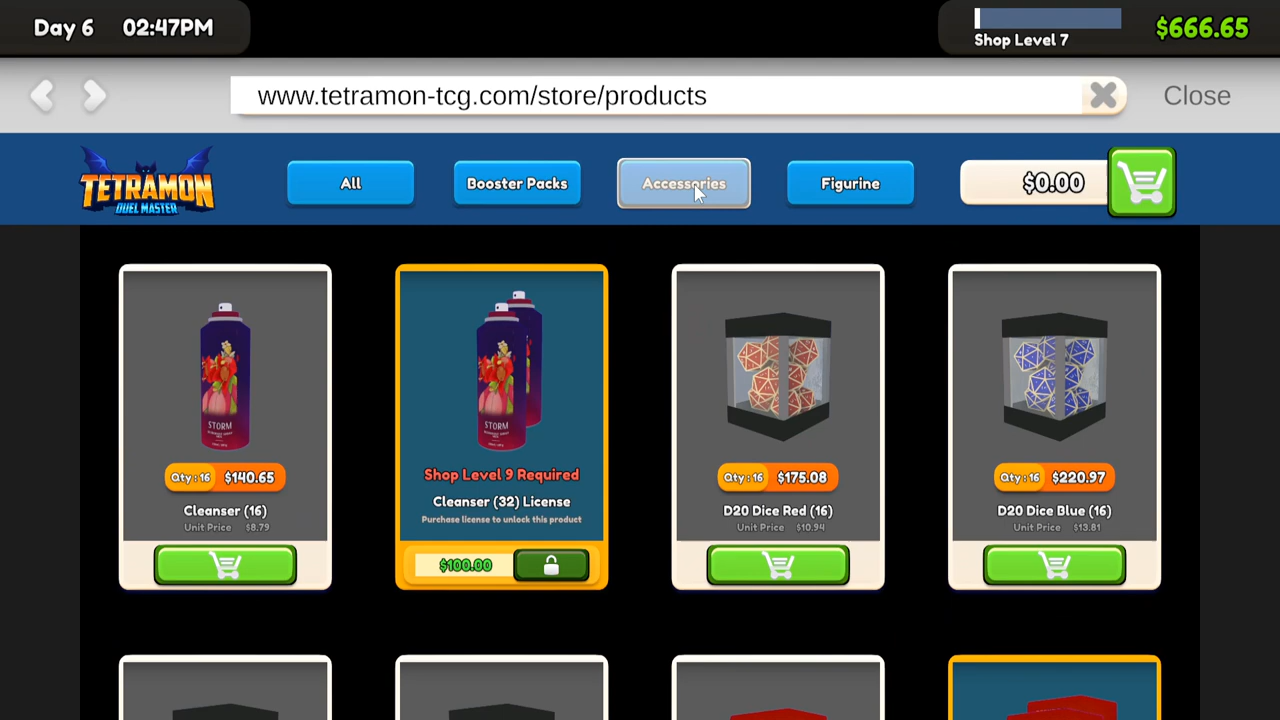 Day 6 02:47PM
Shop Level 7
$666.65
www.tetramon-tcg.com/store/products
Close
TETRAMON
DUEL MASTER
All
Booster Packs
Accessories
Figurine
$0.00
STORM
Qty : 16 $140.65
Cleanser (16)
Unit Price $8.79
STORM
Shop Level 9 Required
Cleanser (32) License
Purchase license to unlock this product
$100.00
Qty : 16 $175.08
D20 Dice Red (16)
Unit Price $10.94
Qty : 16 $220.97
D20 Dice Blue (16)
Unit Price $13.81